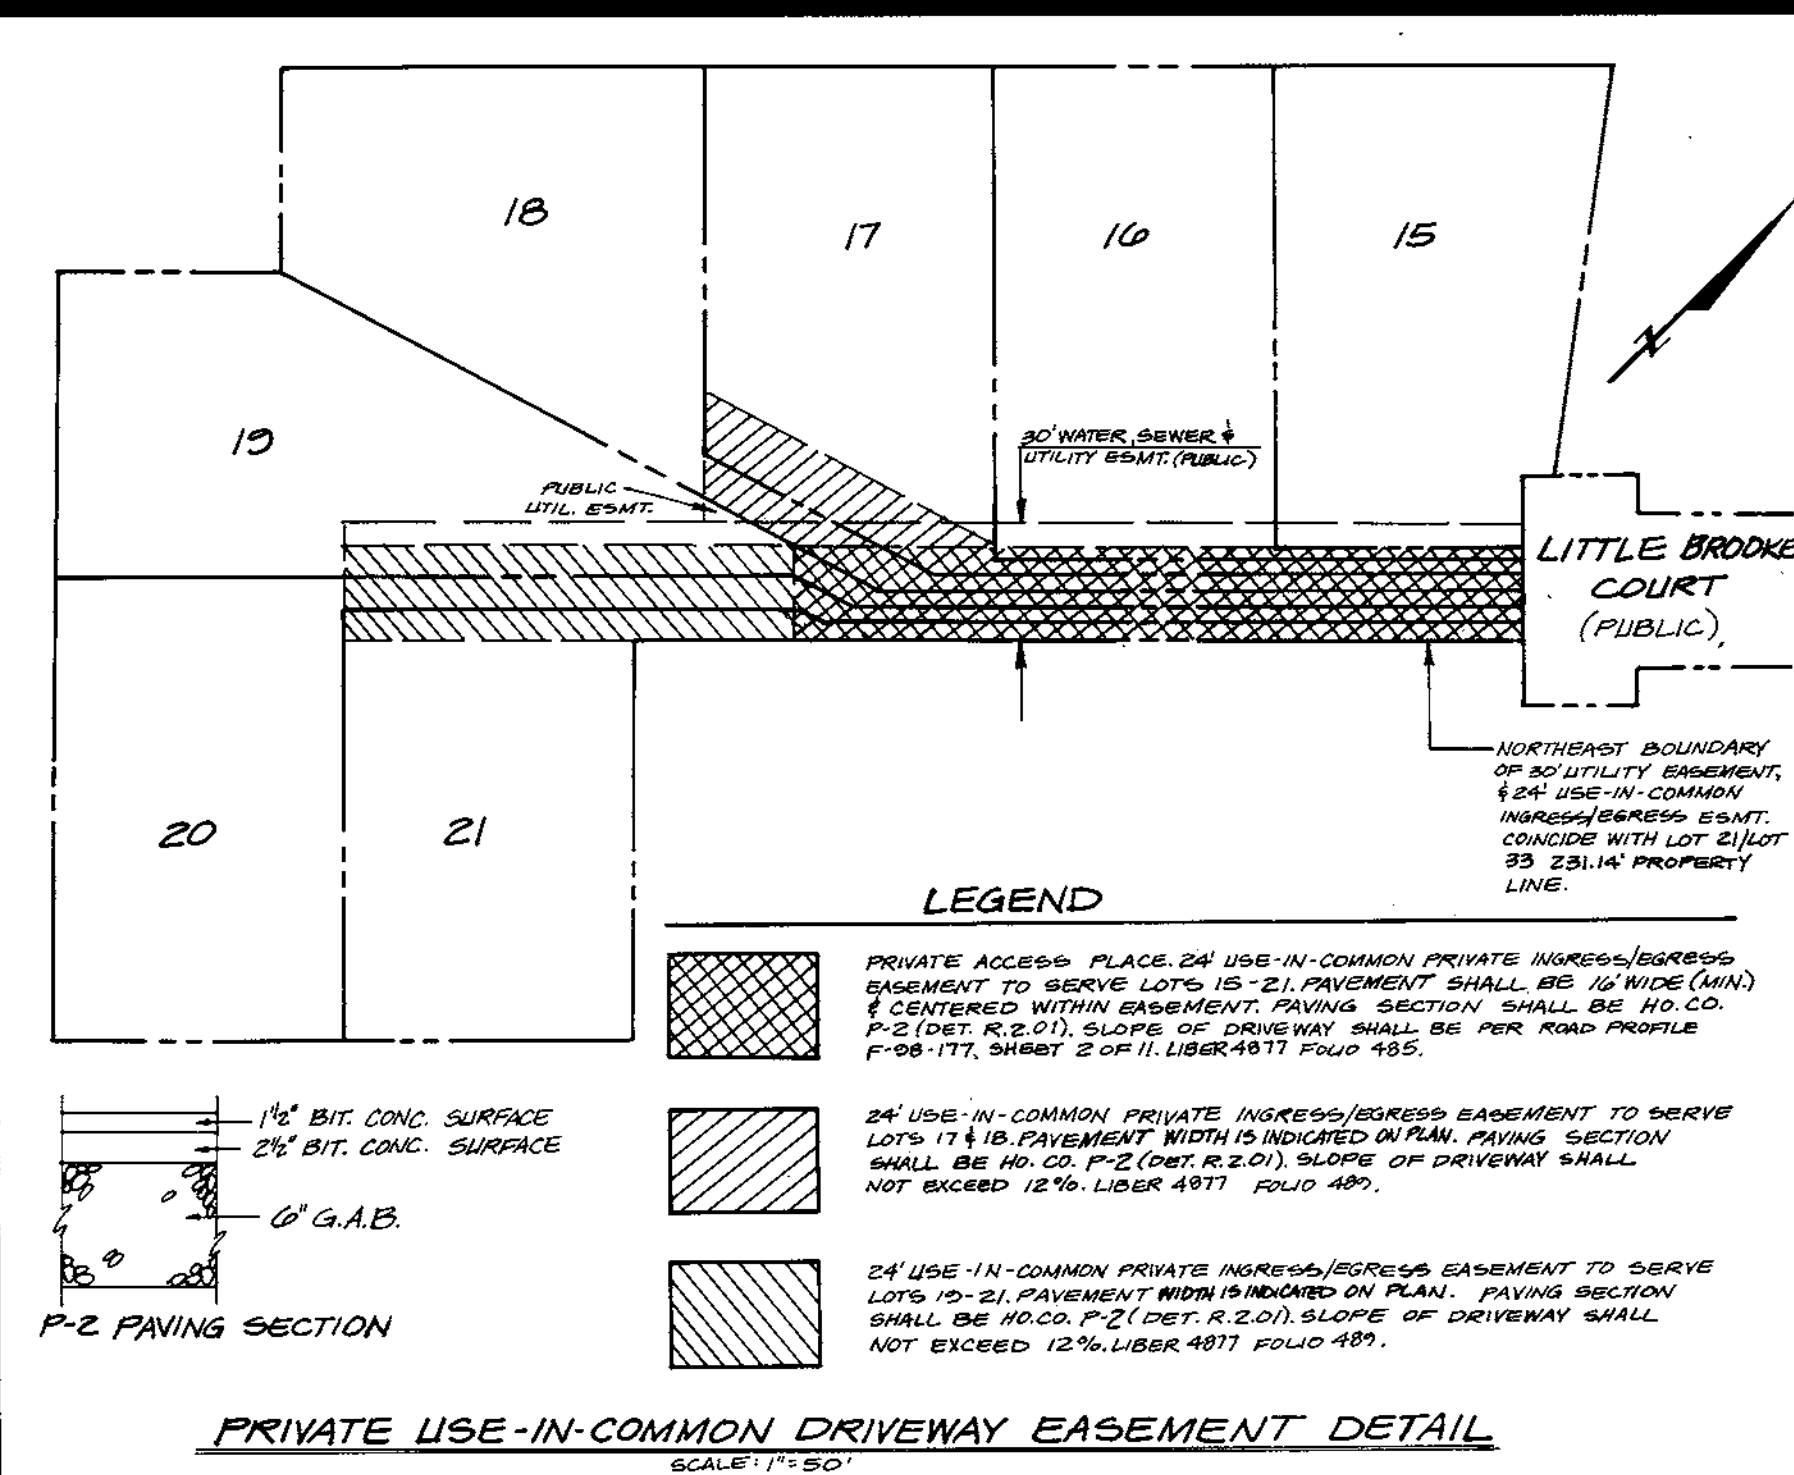 18
17
16
15
19
30' WATER, SEWER &
UTILITY ESMT. (PUBLIC)
PUBLIC
UTIL. ESMT.
N
LITTLE BROOKE
COURT
(PUBLIC)
20
21
NORTHEAST BOUNDARY
OF 30' UTILITY EASEMENT,
& 24' USE-IN-COMMON
INGRESS/EGRESS ESMT.
COINCIDE WITH LOT 21/LOT
33 231.14' PROPERTY
LINE.
LEGEND
PRIVATE ACCESS PLACE. 24' USE-IN-COMMON PRIVATE INGRESS/EGRESS
EASEMENT TO SERVE LOTS 15-21. PAVEMENT SHALL BE 16' WIDE (MIN.)
& CENTERED WITHIN EASEMENT. PAVING SECTION SHALL BE HO. CO.
P-2 (DET. R.2.01). SLOPE OF DRIVEWAY SHALL BE PER ROAD PROFILE
F-98-177, SHEET 2 OF 11. LIBER 4877 FOLIO 485.
24' USE-IN-COMMON PRIVATE INGRESS/EGRESS EASEMENT TO SERVE
LOTS 17 & 18. PAVEMENT WIDTH IS INDICATED ON PLAN. PAVING SECTION
SHALL BE HO. CO. P-2 (DET. R.2.01). SLOPE OF DRIVEWAY SHALL
NOT EXCEED 12%. LIBER 4877 FOLIO 489.
24' USE-IN-COMMON PRIVATE INGRESS/EGRESS EASEMENT TO SERVE
LOTS 19-21. PAVEMENT WIDTH IS INDICATED ON PLAN. PAVING SECTION
SHALL BE HO.CO. P-2 (DET. R.2.01). SLOPE OF DRIVEWAY SHALL
NOT EXCEED 12%. LIBER 4877 FOLIO 489.
1 1/2" BIT. CONC. SURFACE
2 1/2" BIT. CONC. SURFACE
6" G.A.B.
P-2 PAVING SECTION
PRIVATE USE-IN-COMMON DRIVEWAY EASEMENT DETAIL
SCALE: 1"=50'